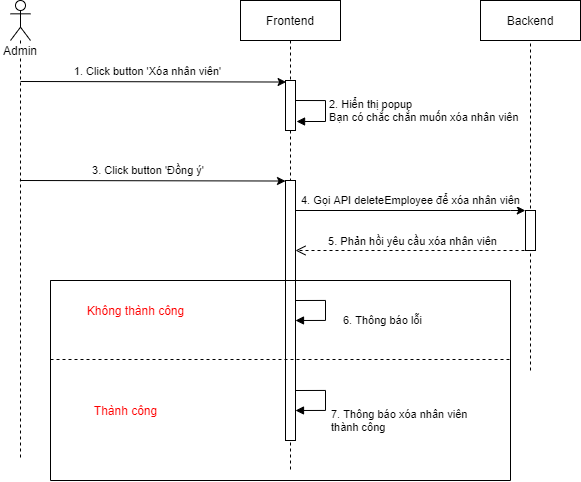 Admin
Frontend
Backend
1. Click button 'Xóa nhân viên'
2. Hiển thị popup
Bạn có chắc chắn muốn xóa nhân viên
3. Click button 'Đồng ý'
4. Gọi API deleteEmployee để xóa nhân viên
5. Phản hồi yêu cầu xóa nhân viên
Không thành công
6. Thông báo lỗi
Thành công
7. Thông báo xóa nhân viên
thành công